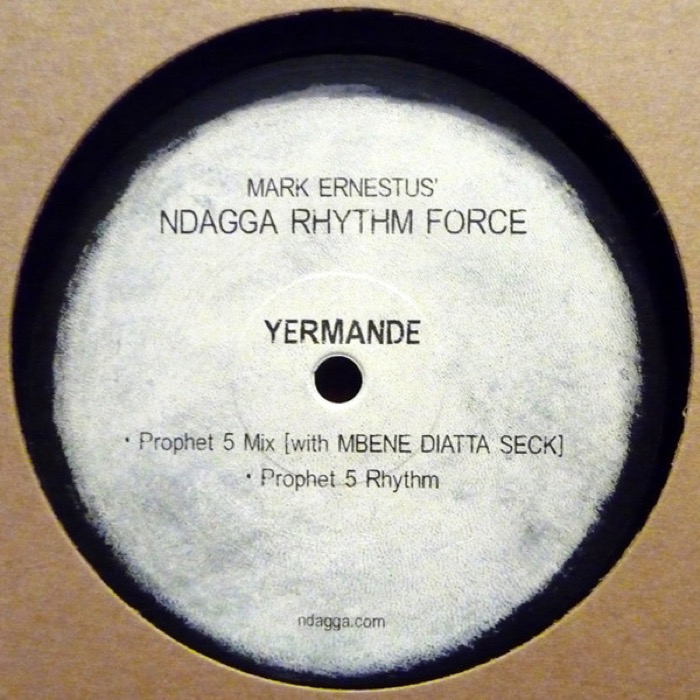 MARK ERNESTUS'
NDAGGA RHYTHM FORCE
YERMANDE
• Prophet 5 Mix [with MBENE DIATTA SECK]
• Prophet 5 Rhythm
ndagga.com